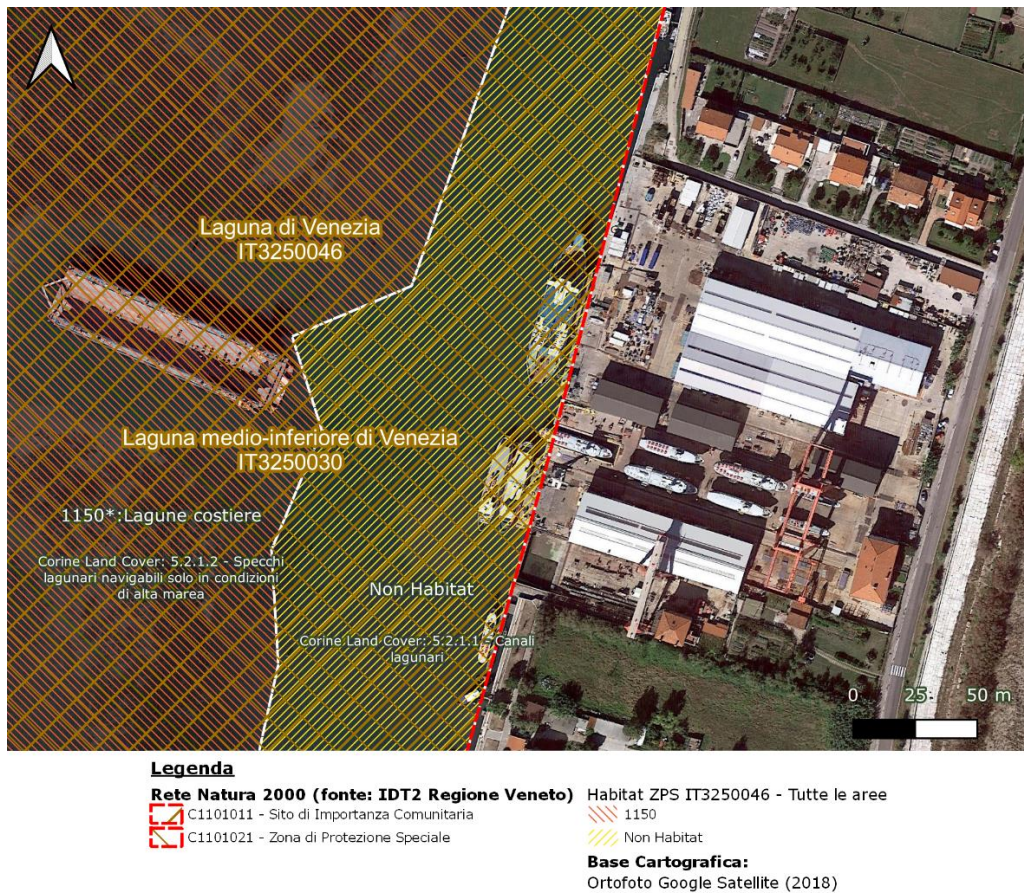 Laguna di Venezia
IT3250046
Laguna medio-inferiore di Venezia
IT3250030
1150*:Lagune costiere
Corine Land Cover: 5.2.1.2 - Specchi
lagunari navigabili solo in condizioni
di alta marea
Non Habitat
Corine Land Cover: 5.2.1.1 - Canali
lagunari
0 25 50 m
Legenda
Rete Natura 2000 (fonte: IDT2 Regione Veneto)
C1101011 - Sito di Importanza Comunitaria
C1101021 - Zona di Protezione Speciale
Habitat ZPS IT3250046 - Tutte le aree
1150
Non Habitat
Base Cartografica:
Ortofoto Google Satellite (2018)